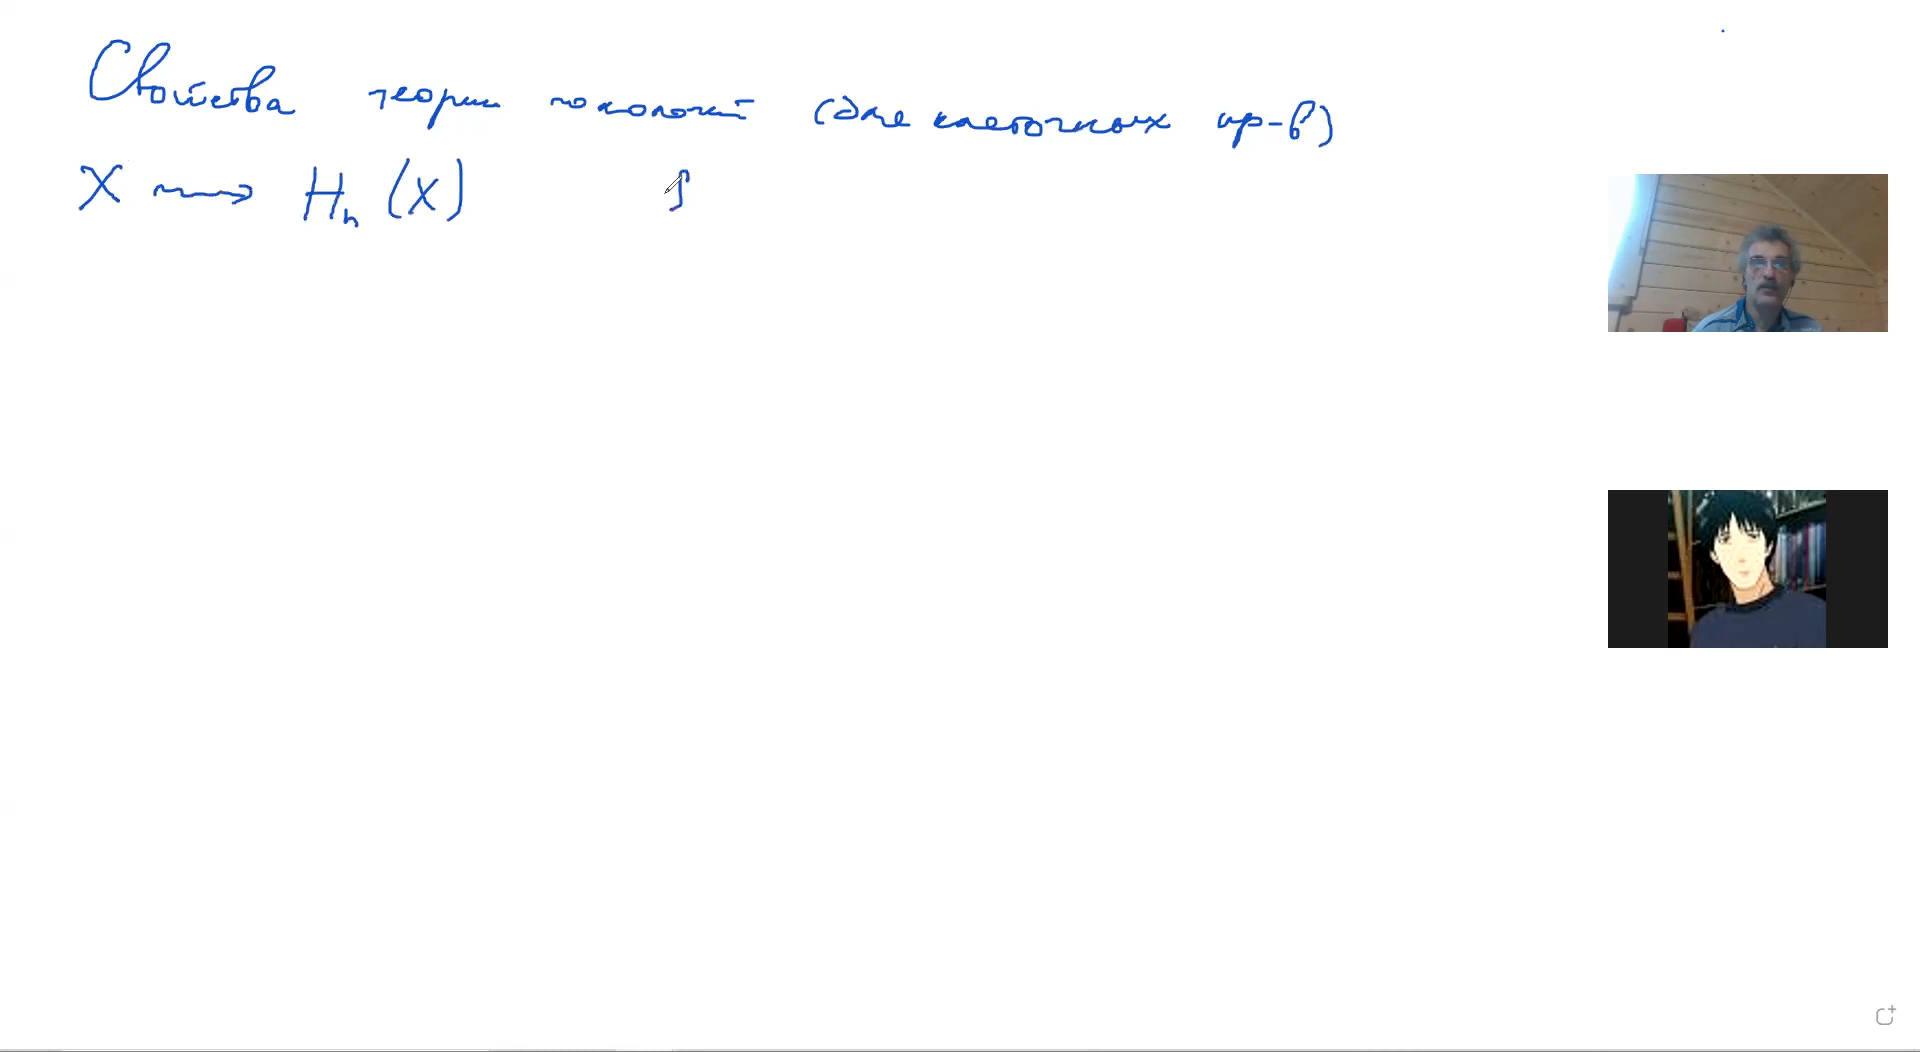 Свойства теории гомологий (для клеточных пр-в)
X ⟿ Hₙ (X) f